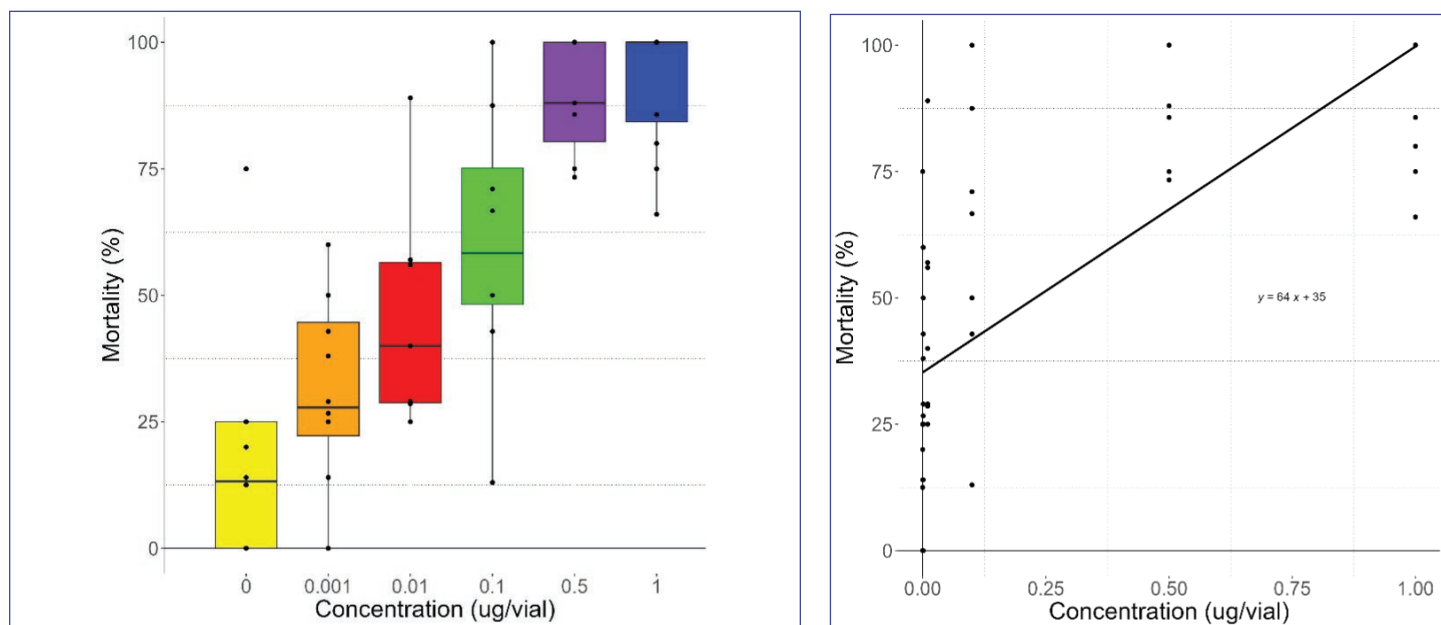 Mortality (%)
100
75
50
25
0
0 0.001 0.01 0.1 0.5 1
Concentration (ug/vial)
Mortality (%)
100
75
50
25
0
y = 64 x + 35
0.00 0.25 0.50 0.75 1.00
Concentration (ug/vial)